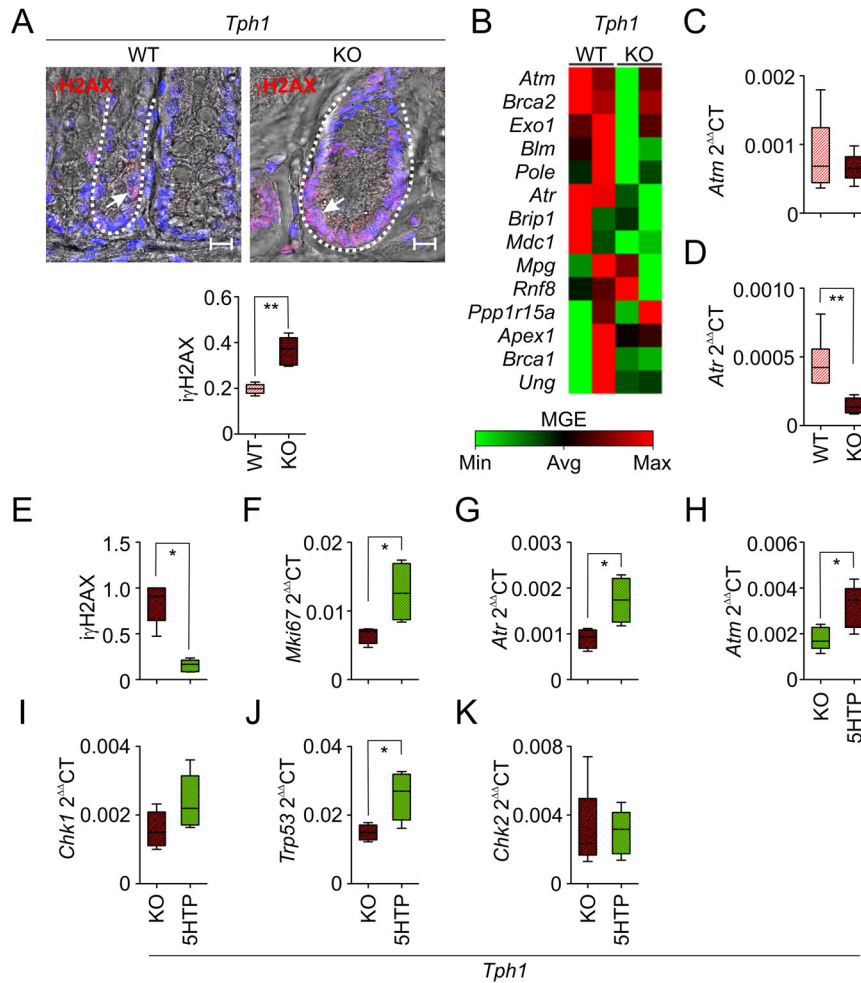 A
Tph1
WT KO
γH2AX γH2AX
0.6
**
0.4
0.2
0
iγH2AX
WT KO
B
Tph1
WT KO
Atm
Brca2
Exo1
Blm
Pole
Atr
Brip1
Mdc1
Mpg
Rnf8
Ppp1r15a
Apex1
Brca1
Ung
MGE
Min Avg Max
C
0.002
0.001
0
Atm 2ΔΔCT
D
0.0010
**
0.0005
0
Atr 2ΔΔCT
WT KO
E
1.5
*
1.0
0.5
0
iγH2AX
F
0.02
*
0.01
0
Mki67 2ΔΔCT
G
0.003
*
0.002
0.001
0
Atr 2ΔΔCT
H
0.006
*
0.004
0.002
0
Atm 2ΔΔCT
KO 5HTP
I
0.004
0.002
0
Chk1 2ΔΔCT
KO 5HTP
J
0.04
*
0.02
0
Trp53 2ΔΔCT
KO 5HTP
K
0.008
0.004
0
Chk2 2ΔΔCT
KO 5HTP
Tph1